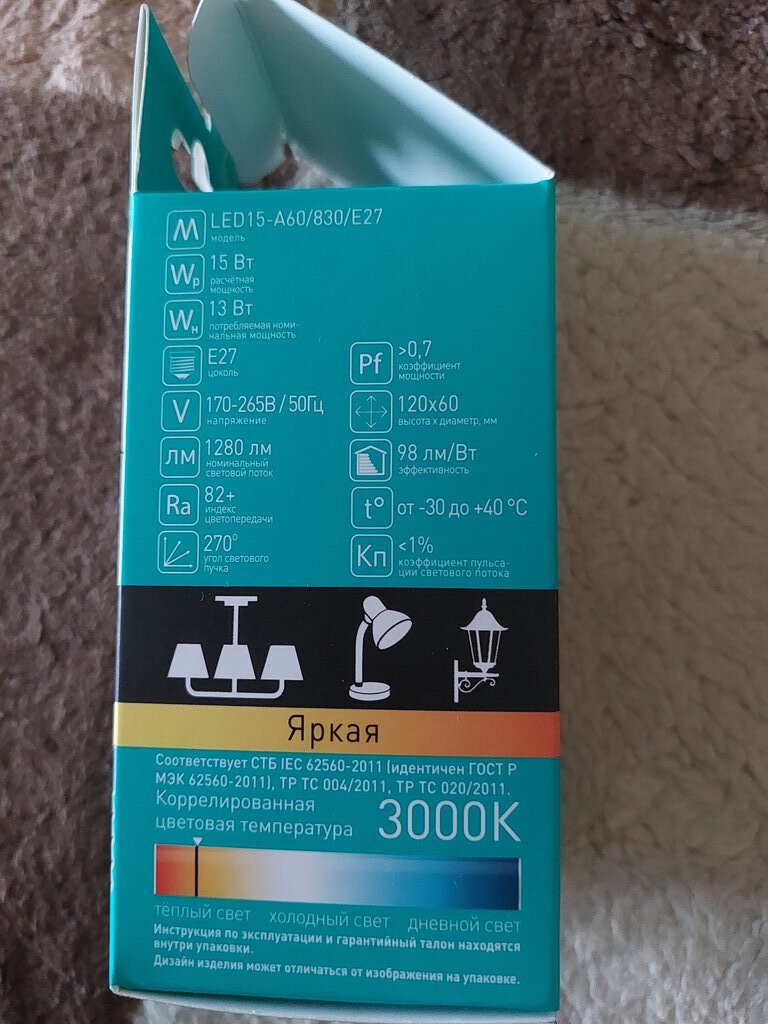 M LED15-A60/830/E27
модель
Wp 15 Вт
расчётная
мощность
Wн 13 Вт
потребляемая номи-
нальная мощность
E27
цоколь
Pf >0,7
коэффициент
мощности
V 170-265В / 50Гц
напряжение
120x60
высота х диаметр, мм
лм 1280 лм
номинальный
световой поток
98 лм/Вт
эффективность
Ra 82+
индекс
цветопередачи
t° от -30 до +40 °C
270°
угол светового
пучка
Кп <1%
коэффициент пульса-
ции светового потока
Яркая
Соответствует СТБ IEC 62560-2011 (идентичен ГОСТ Р
МЭК 62560-2011), ТР ТС 004/2011, ТР ТС 020/2011.
Коррелированная
цветовая температура 3000K
тёплый свет холодный свет дневной свет
Инструкция по эксплуатации и гарантийный талон находятся
внутри упаковки.
Дизайн изделия может отличаться от изображения на упаковке.